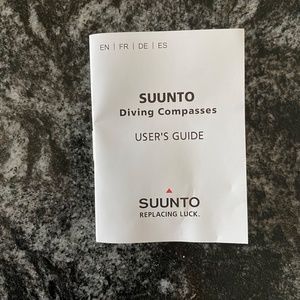 EN | FR | DE | ES
SUUNTO
Diving Compasses
USER'S GUIDE
SUUNTO
REPLACING LUCK.